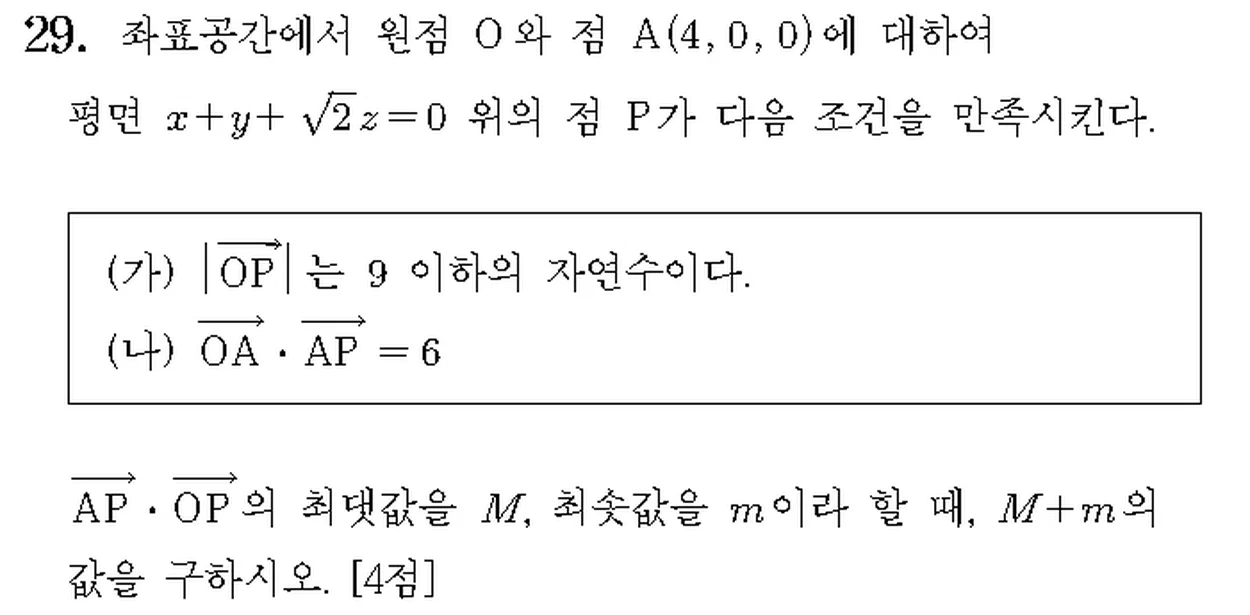 29. 좌표공간에서 원점 O와 점 A(4, 0, 0)에 대하여
평면 x+y+√2z=0 위의 점 P가 다음 조건을 만족시킨다.
(가) |OP→|는 9 이하의 자연수이다.
(나) OA→ · AP→ = 6
AP→ · OP→의 최댓값을 M, 최솟값을 m이라 할 때, M+m의
값을 구하시오. [4점]